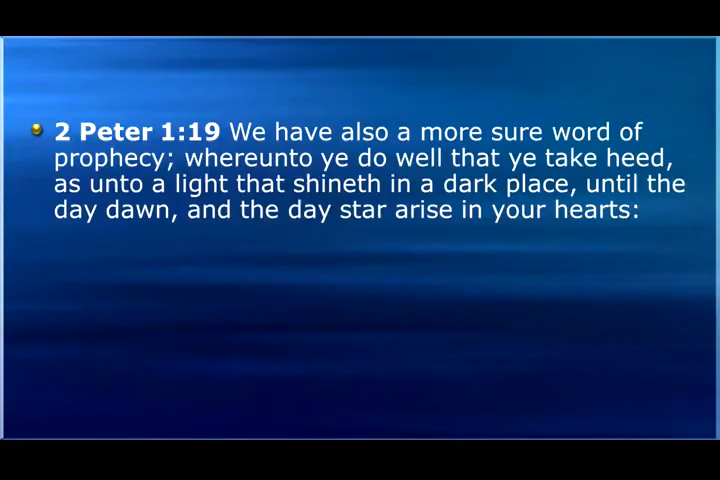 2 Peter 1:19 We have also a more sure word of
prophecy; whereunto ye do well that ye take heed,
as unto a light that shineth in a dark place, until the
day dawn, and the day star arise in your hearts: